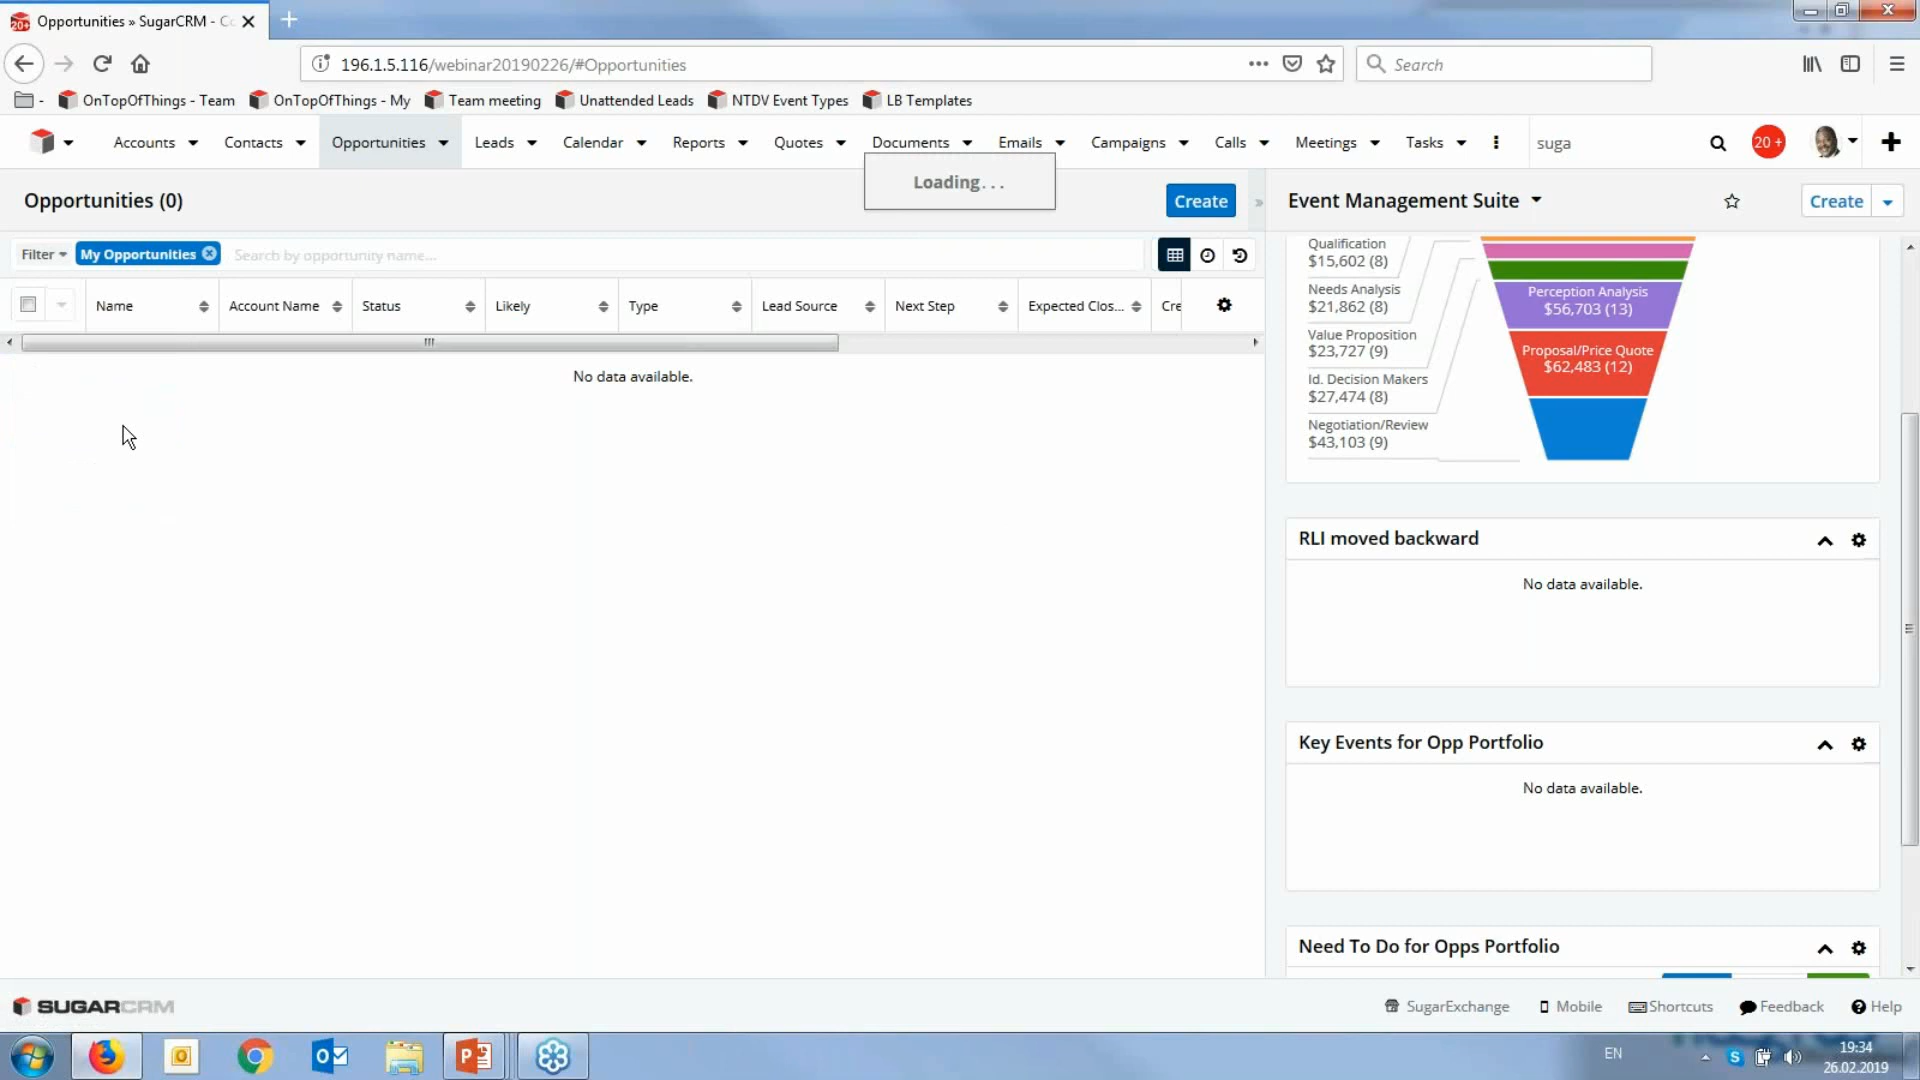 Opportunities » SugarCRM - Co
20+
196.1.5.116/webinar20190226/#Opportunities
Search
OnTopOfThings - Team
OnTopOfThings - My
Team meeting
Unattended Leads
NTDV Event Types
LB Templates
Accounts
Contacts
Opportunities
Leads
Calendar
Reports
Quotes
Documents
Emails
Campaigns
Calls
Meetings
Tasks
suga
20 +
Loading...
Opportunities (0)
Create
Event Management Suite
Create
Filter
My Opportunities
Search by opportunity name...
Name
Account Name
Status
Likely
Type
Lead Source
Next Step
Expected Clos...
Cre
No data available.
Qualification
$15,602 (8)
Needs Analysis
$21,862 (8)
Value Proposition
$23,727 (9)
Id. Decision Makers
$27,474 (8)
Negotiation/Review
$43,103 (9)
Perception Analysis
$56,703 (13)
Proposal/Price Quote
$62,483 (12)
RLI moved backward
No data available.
Key Events for Opp Portfolio
No data available.
Need To Do for Opps Portfolio
SUGARCRM
SugarExchange
Mobile
Shortcuts
Feedback
Help
EN
19:34
26.02.2019